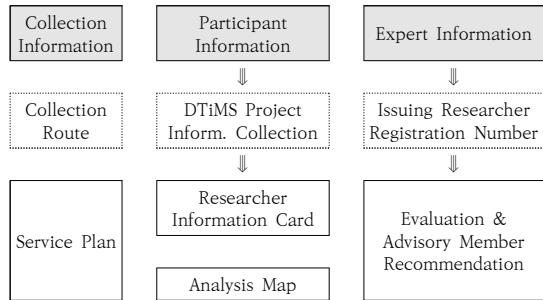 Collection
Information
Participant
Information
Expert Information
Collection
Route
DTiMS Project
Inform. Collection
Issuing Researcher
Registration Number
Service Plan
Researcher
Information Card
Analysis Map
Evaluation &
Advisory Member
Recommendation